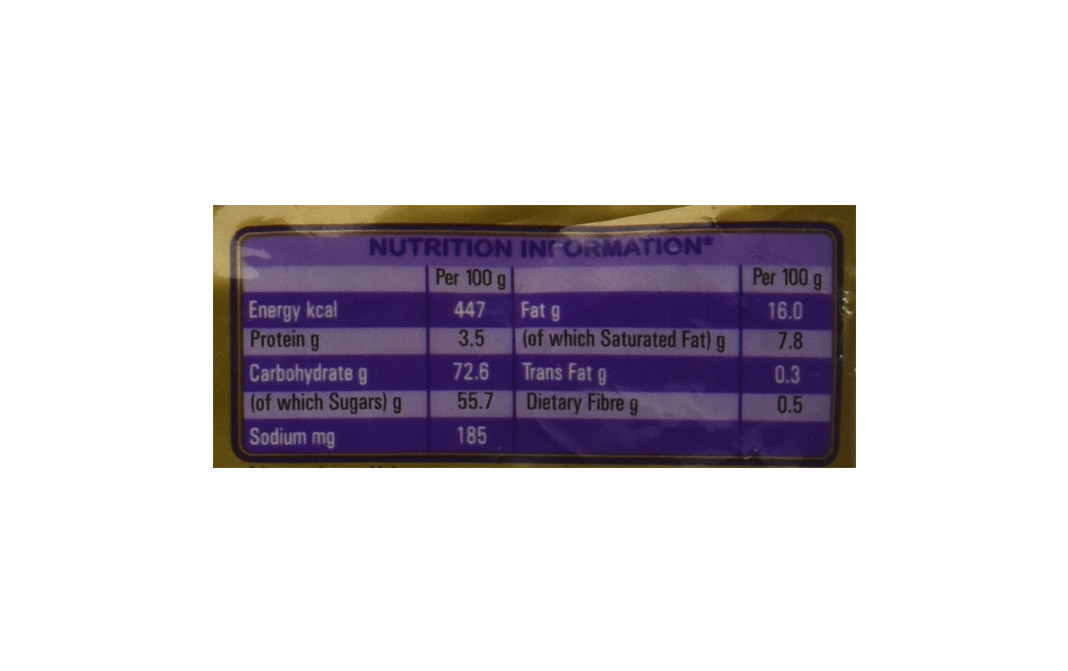 NUTRITION INFORMATION*
Per 100 g Per 100 g
Energy kcal 447 Fat g 16.0
Protein g 3.5 (of which Saturated Fat) g 7.8
Carbohydrate g 72.6 Trans Fat g 0.3
(of which Sugars) g 55.7 Dietary Fibre g 0.5
Sodium mg 185